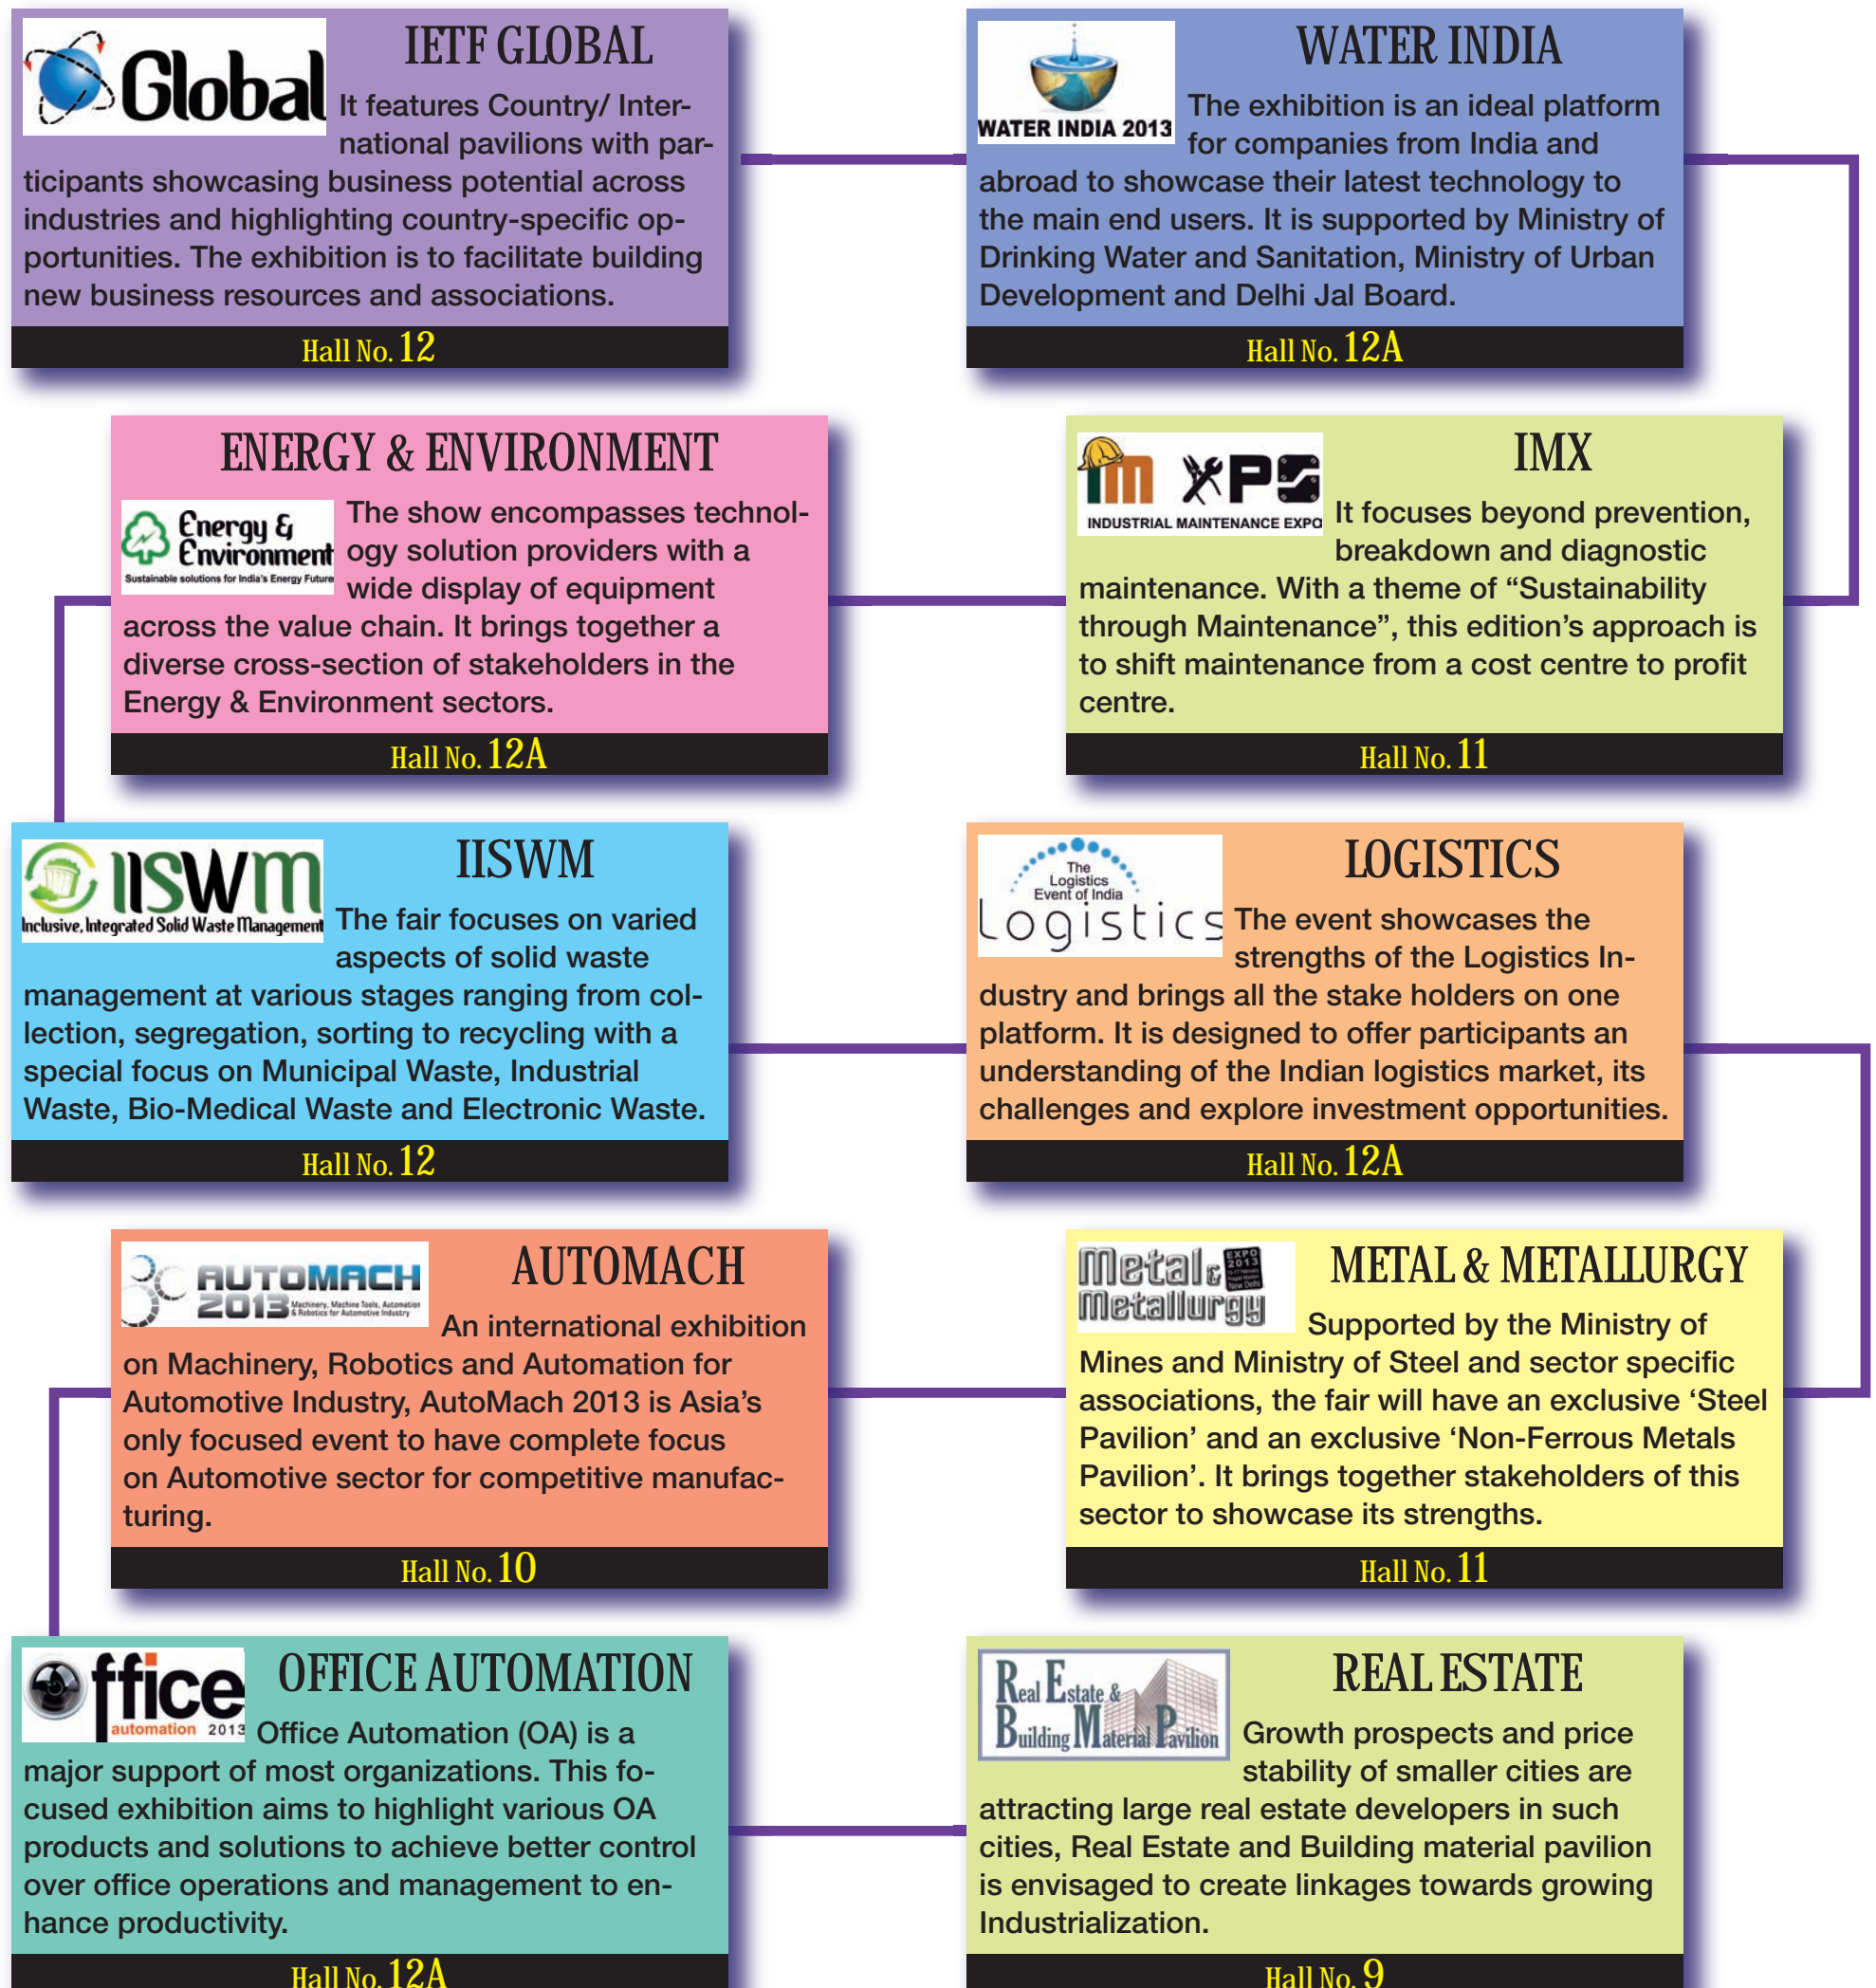 Global
IETF GLOBAL
It features Country/ Inter-
national pavilions with par-
ticipants showcasing business potential across
industries and highlighting country-specific op-
portunities. The exhibition is to facilitate building
new business resources and associations.
Hall No. 12
WATER INDIA 2013
WATER INDIA
The exhibition is an ideal platform
for companies from India and
abroad to showcase their latest technology to
the main end users. It is supported by Ministry of
Drinking Water and Sanitation, Ministry of Urban
Development and Delhi Jal Board.
Hall No. 12A
ENERGY & ENVIRONMENT
Energy &
Environment
Sustainable solutions for India's Energy Future
The show encompasses technol-
ogy solution providers with a
wide display of equipment
across the value chain. It brings together a
diverse cross-section of stakeholders in the
Energy & Environment sectors.
Hall No. 12A
im XPS
INDUSTRIAL MAINTENANCE EXPO
IMX
It focuses beyond prevention,
breakdown and diagnostic
maintenance. With a theme of “Sustainability
through Maintenance”, this edition’s approach is
to shift maintenance from a cost centre to profit
centre.
Hall No. 11
IISWM
Inclusive, Integrated Solid Waste Management
IISWM
The fair focuses on varied
aspects of solid waste
management at various stages ranging from col-
lection, segregation, sorting to recycling with a
special focus on Municipal Waste, Industrial
Waste, Bio-Medical Waste and Electronic Waste.
Hall No. 12
The
Logistics
Event of India
Logistics
LOGISTICS
The event showcases the
strengths of the Logistics In-
dustry and brings all the stake holders on one
platform. It is designed to offer participants an
understanding of the Indian logistics market, its
challenges and explore investment opportunities.
Hall No. 12A
AUTOMACH
2013
Machinery, Machine Tools, Automation
& Robotics for Automotive Industry
AUTOMACH
An international exhibition
on Machinery, Robotics and Automation for
Automotive Industry, AutoMach 2013 is Asia’s
only focused event to have complete focus
on Automotive sector for competitive manufac-
turing.
Hall No. 10
Metal &
Metallurgy
EXPO
2013
New Delhi
METAL & METALLURGY
Supported by the Ministry of
Mines and Ministry of Steel and sector specific
associations, the fair will have an exclusive ‘Steel
Pavilion’ and an exclusive ‘Non-Ferrous Metals
Pavilion’. It brings together stakeholders of this
sector to showcase its strengths.
Hall No. 11
ffice
automation 2013
OFFICE AUTOMATION
Office Automation (OA) is a
major support of most organizations. This fo-
cused exhibition aims to highlight various OA
products and solutions to achieve better control
over office operations and management to en-
hance productivity.
Hall No. 12A
Real Estate &
Building Material Pavilion
REAL ESTATE
Growth prospects and price
stability of smaller cities are
attracting large real estate developers in such
cities, Real Estate and Building material pavilion
is envisaged to create linkages towards growing
Industrialization.
Hall No. 9